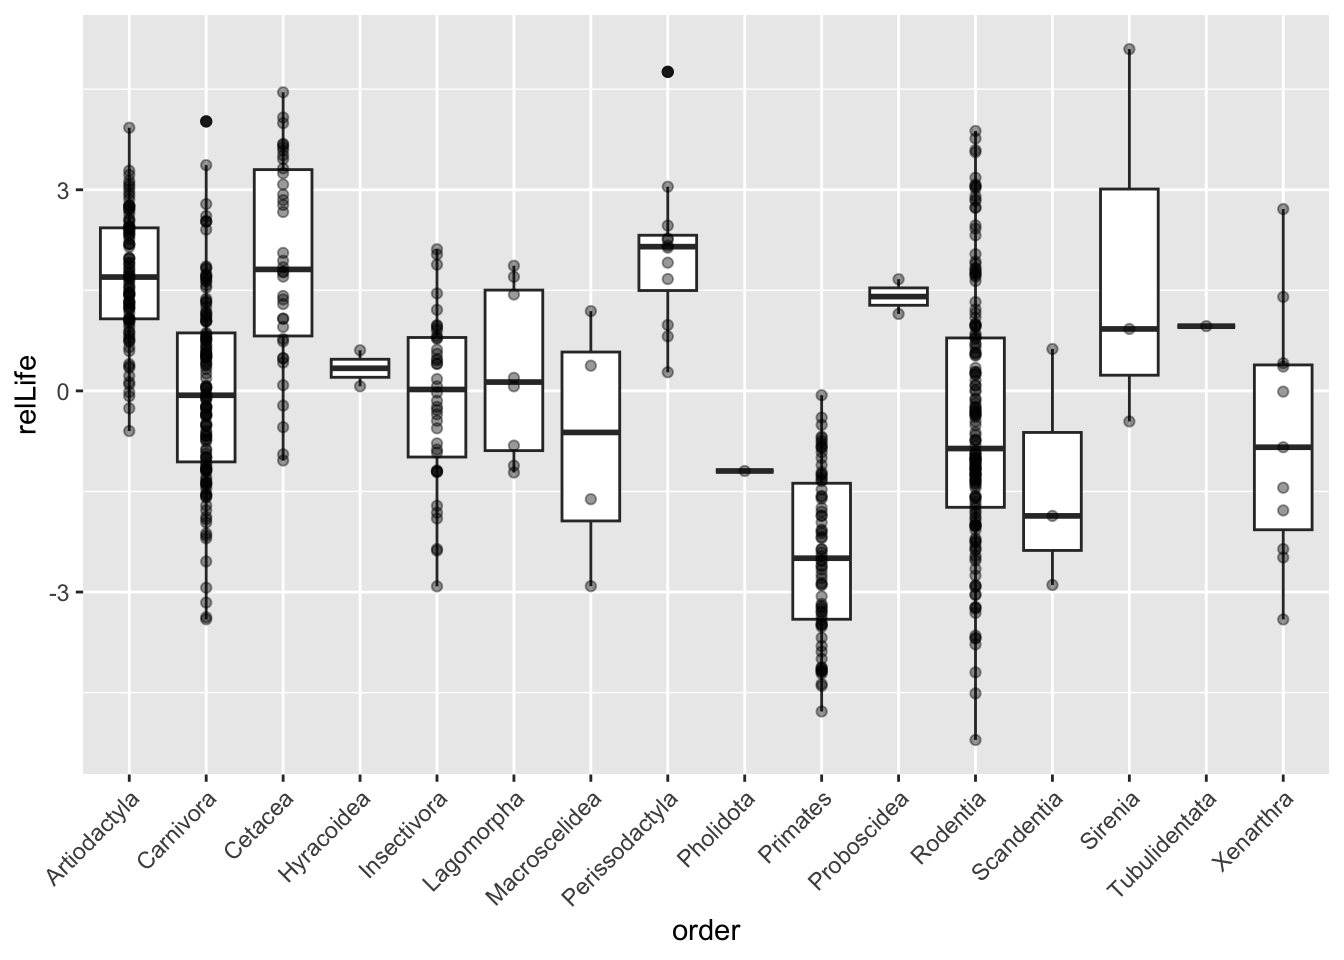 relLife
3
0
-3
Artiodactyla
Carnivora
Cetacea
Hyracoidea
Insectivora
Lagomorpha
Macroscelidea
Perissodactyla
Pholidota
Primates
Proboscidea
Rodentia
Scandentia
Sirenia
Tubulidentata
Xenarthra
order